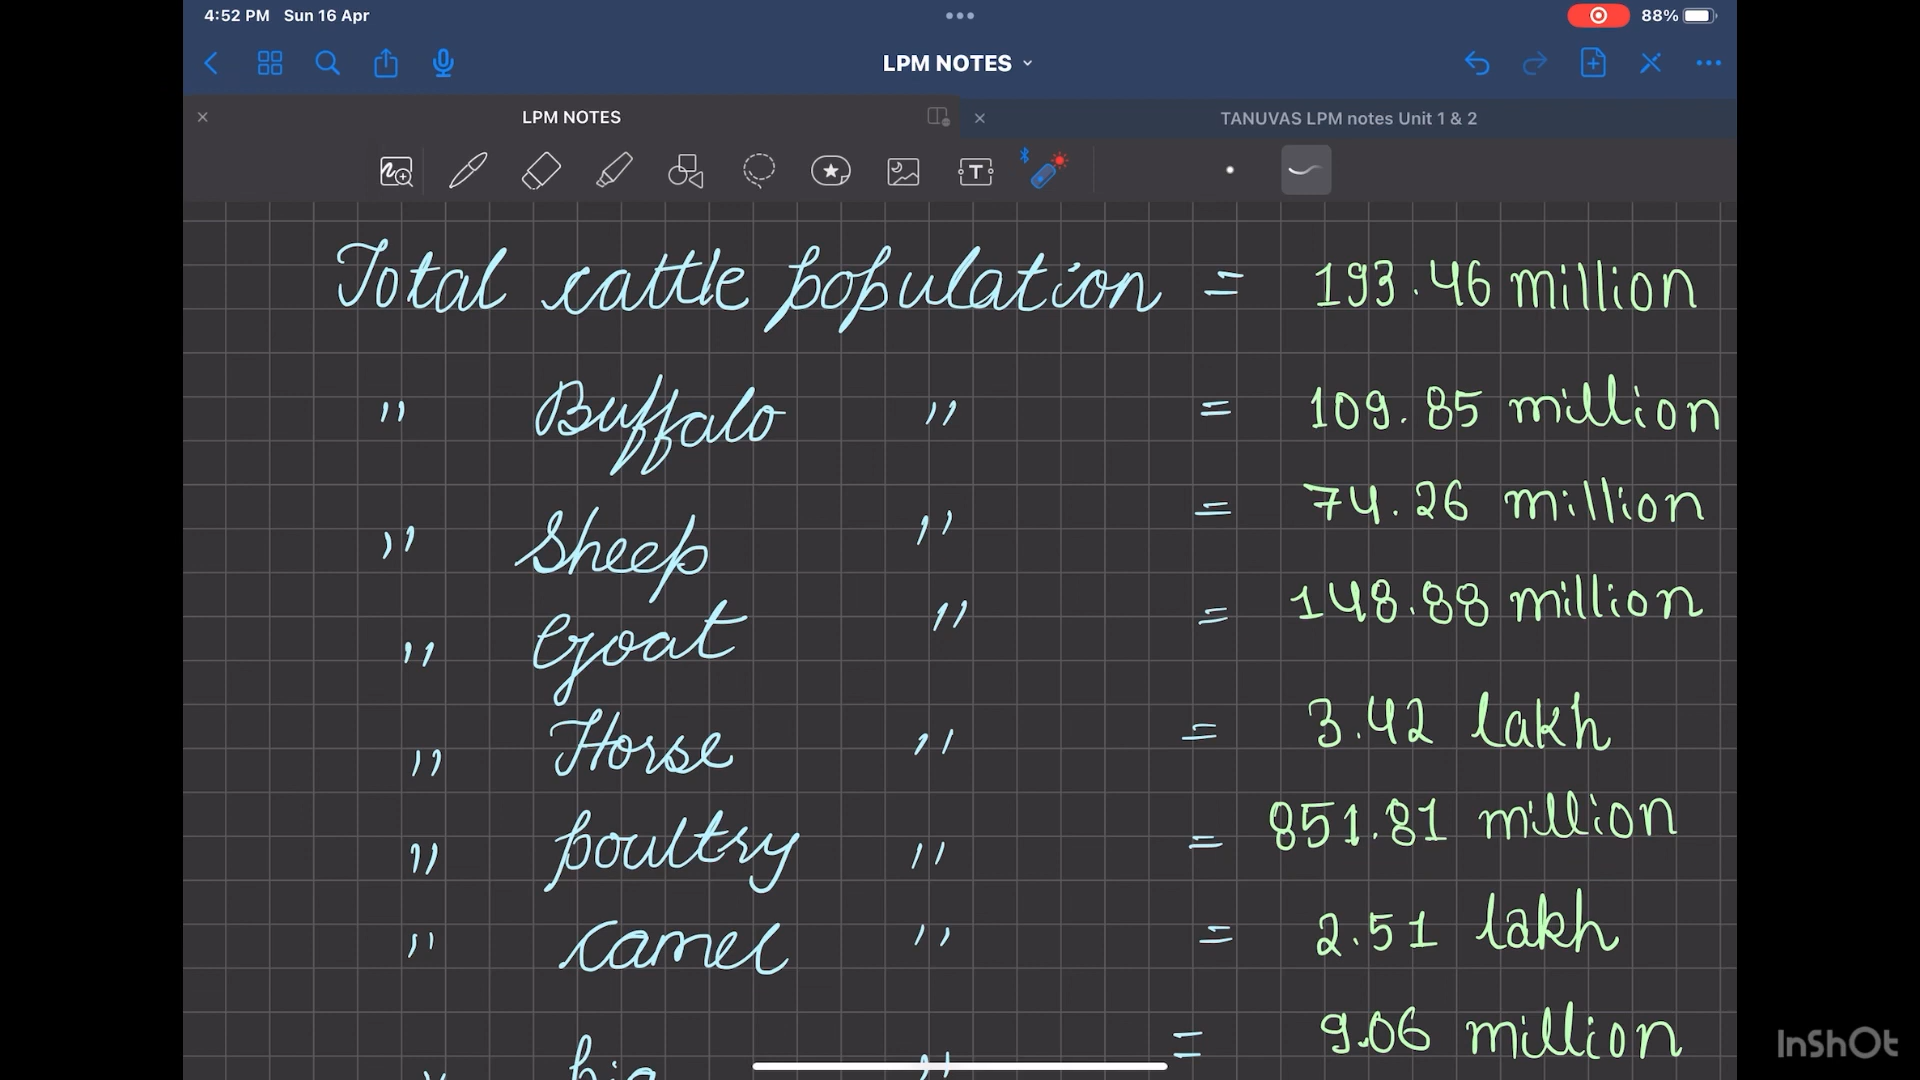 4:52 PM Sun 16 Apr
88%
LPM NOTES
LPM NOTES
TANUVAS LPM notes Unit 1 & 2
Total cattle population = 193.46 million
" Buffalo " = 109.85 million
" Sheep " = 74.26 million
" Goat " = 148.88 million
" Horse " = 3.42 lakh
" poultry " = 851.81 million
" camel " = 2.51 lakh
" pig " = 9.06 million
InShOt